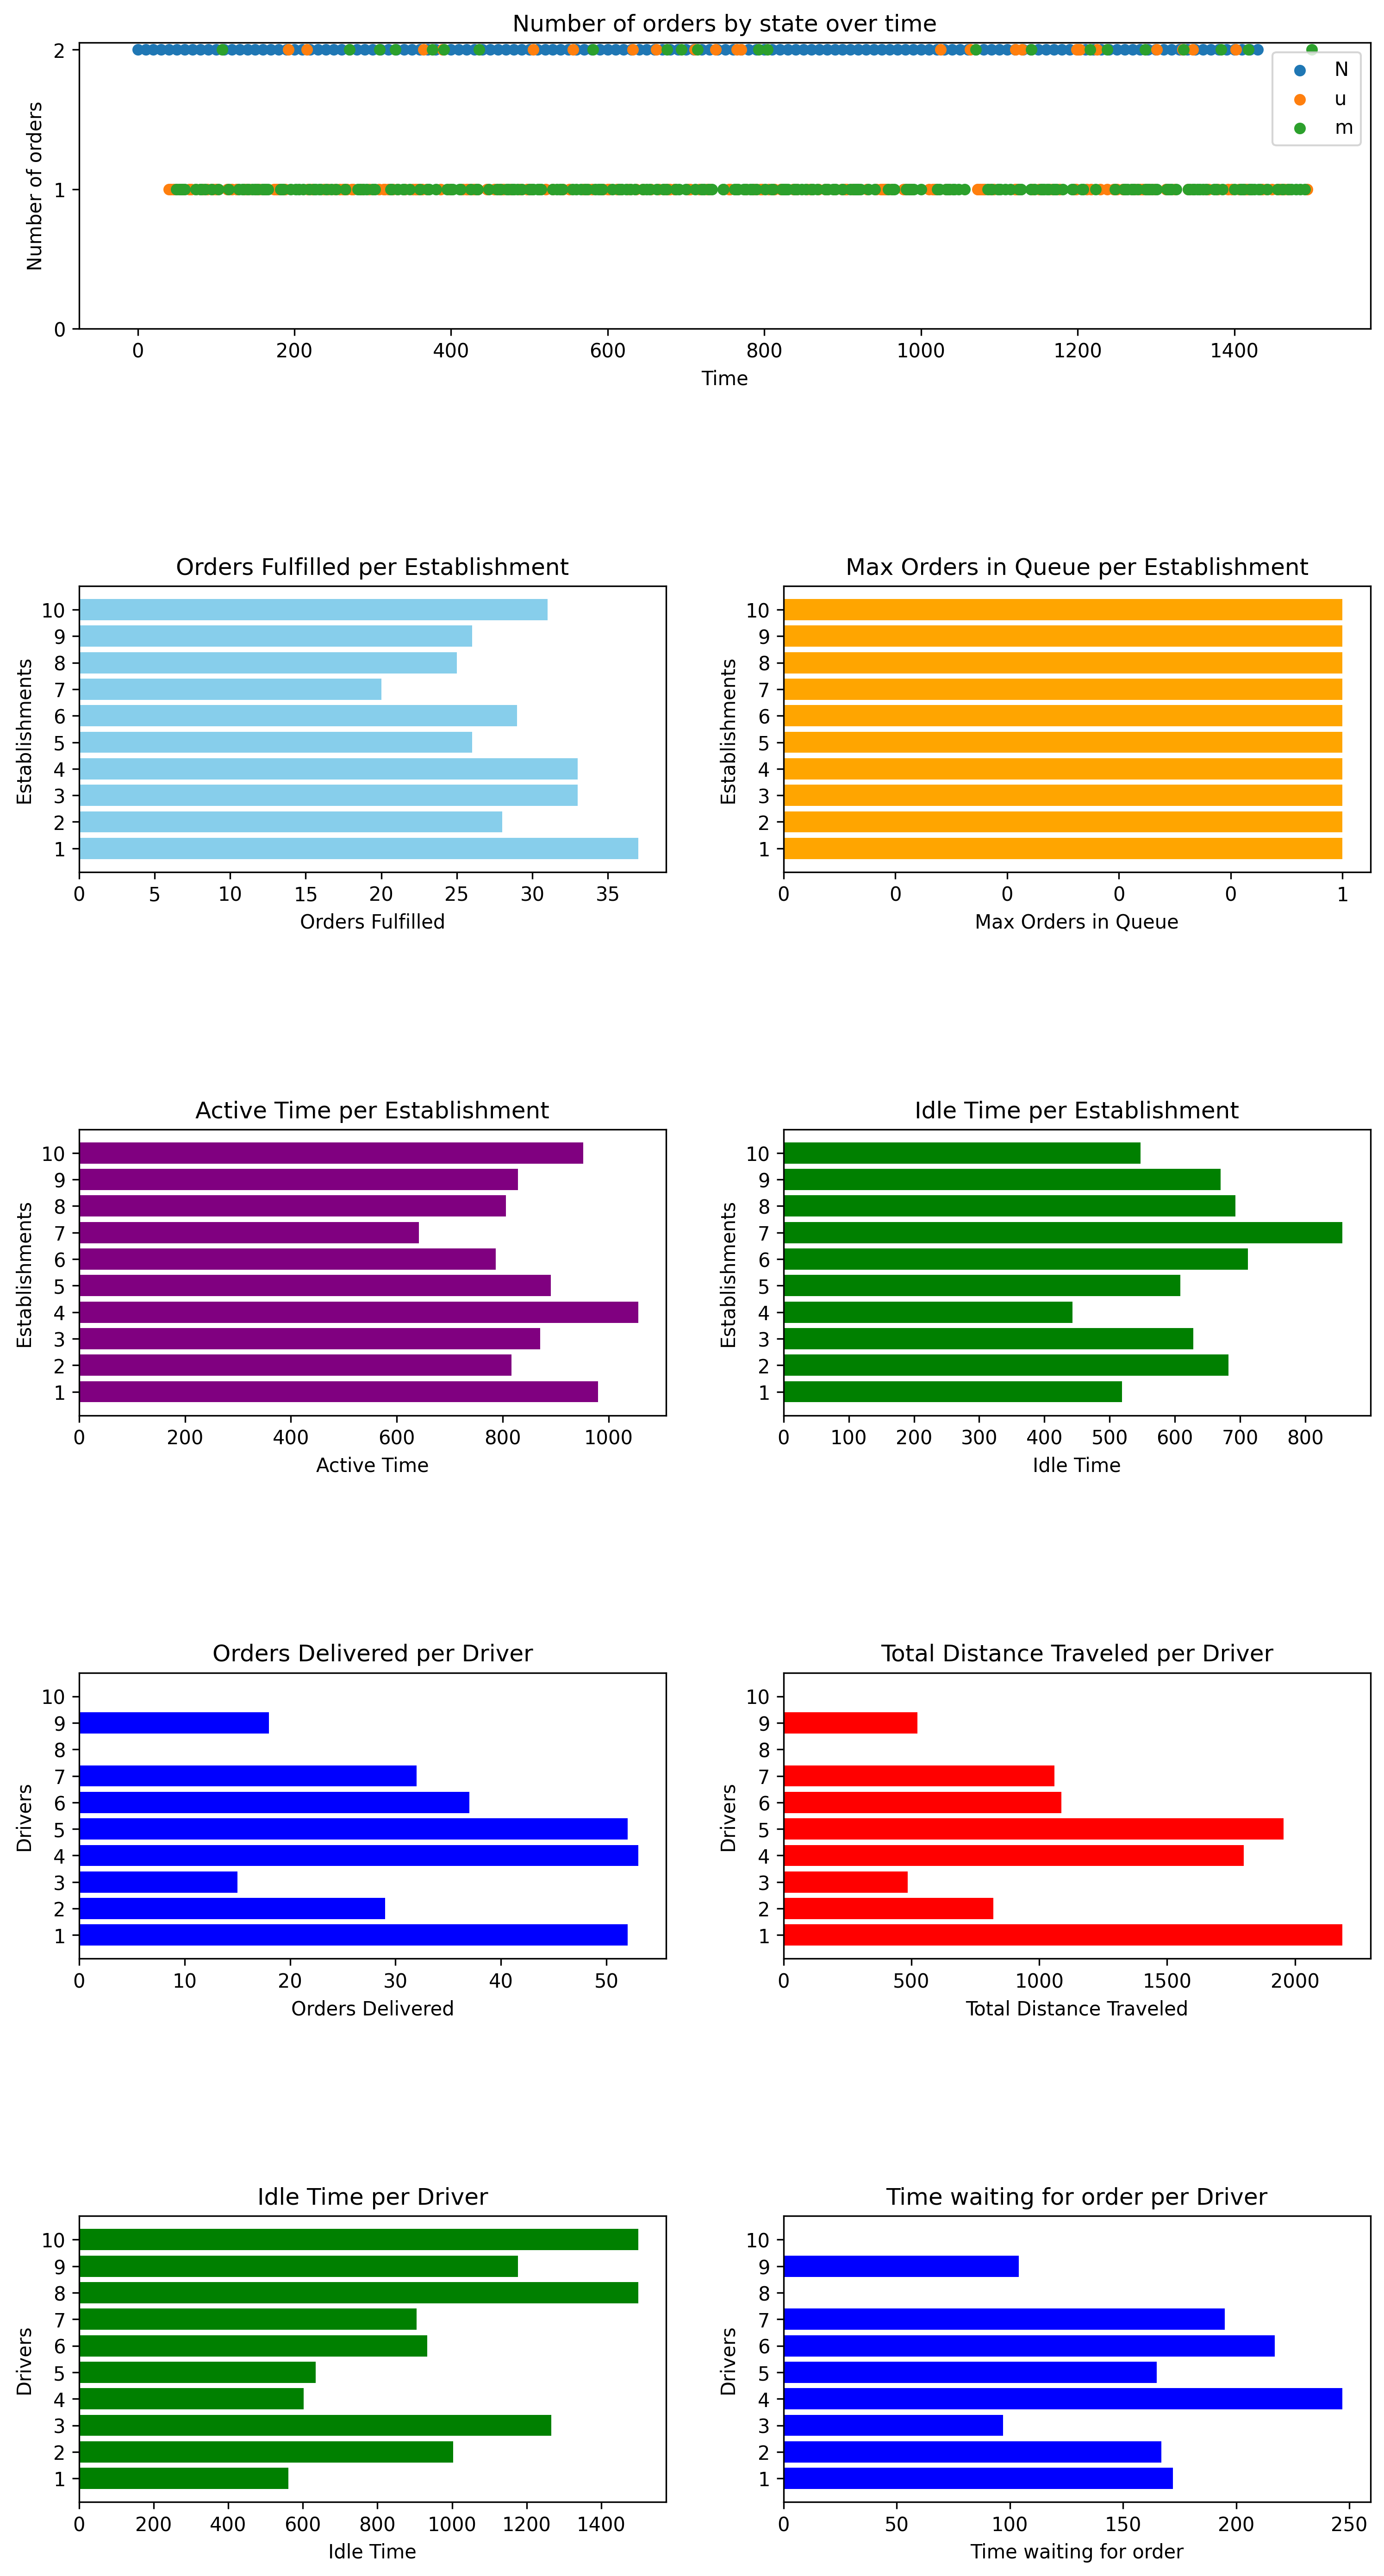 Number of orders by state over time
Number of orders
2
1
0
N
u
m
0 200 400 600 800 1000 1200 1400
Time
Orders Fulfilled per Establishment
Establishments
10
9
8
7
6
5
4
3
2
1
0 5 10 15 20 25 30 35
Orders Fulfilled
Max Orders in Queue per Establishment
Establishments
10
9
8
7
6
5
4
3
2
1
0 0 0 0 0 1
Max Orders in Queue
Active Time per Establishment
Establishments
10
9
8
7
6
5
4
3
2
1
0 200 400 600 800 1000
Active Time
Idle Time per Establishment
Establishments
10
9
8
7
6
5
4
3
2
1
0 100 200 300 400 500 600 700 800
Idle Time
Orders Delivered per Driver
Drivers
10
9
8
7
6
5
4
3
2
1
0 10 20 30 40 50
Orders Delivered
Total Distance Traveled per Driver
Drivers
10
9
8
7
6
5
4
3
2
1
0 500 1000 1500 2000
Total Distance Traveled
Idle Time per Driver
Drivers
10
9
8
7
6
5
4
3
2
1
0 200 400 600 800 1000 1200 1400
Idle Time
Time waiting for order per Driver
Drivers
10
9
8
7
6
5
4
3
2
1
0 50 100 150 200 250
Time waiting for order